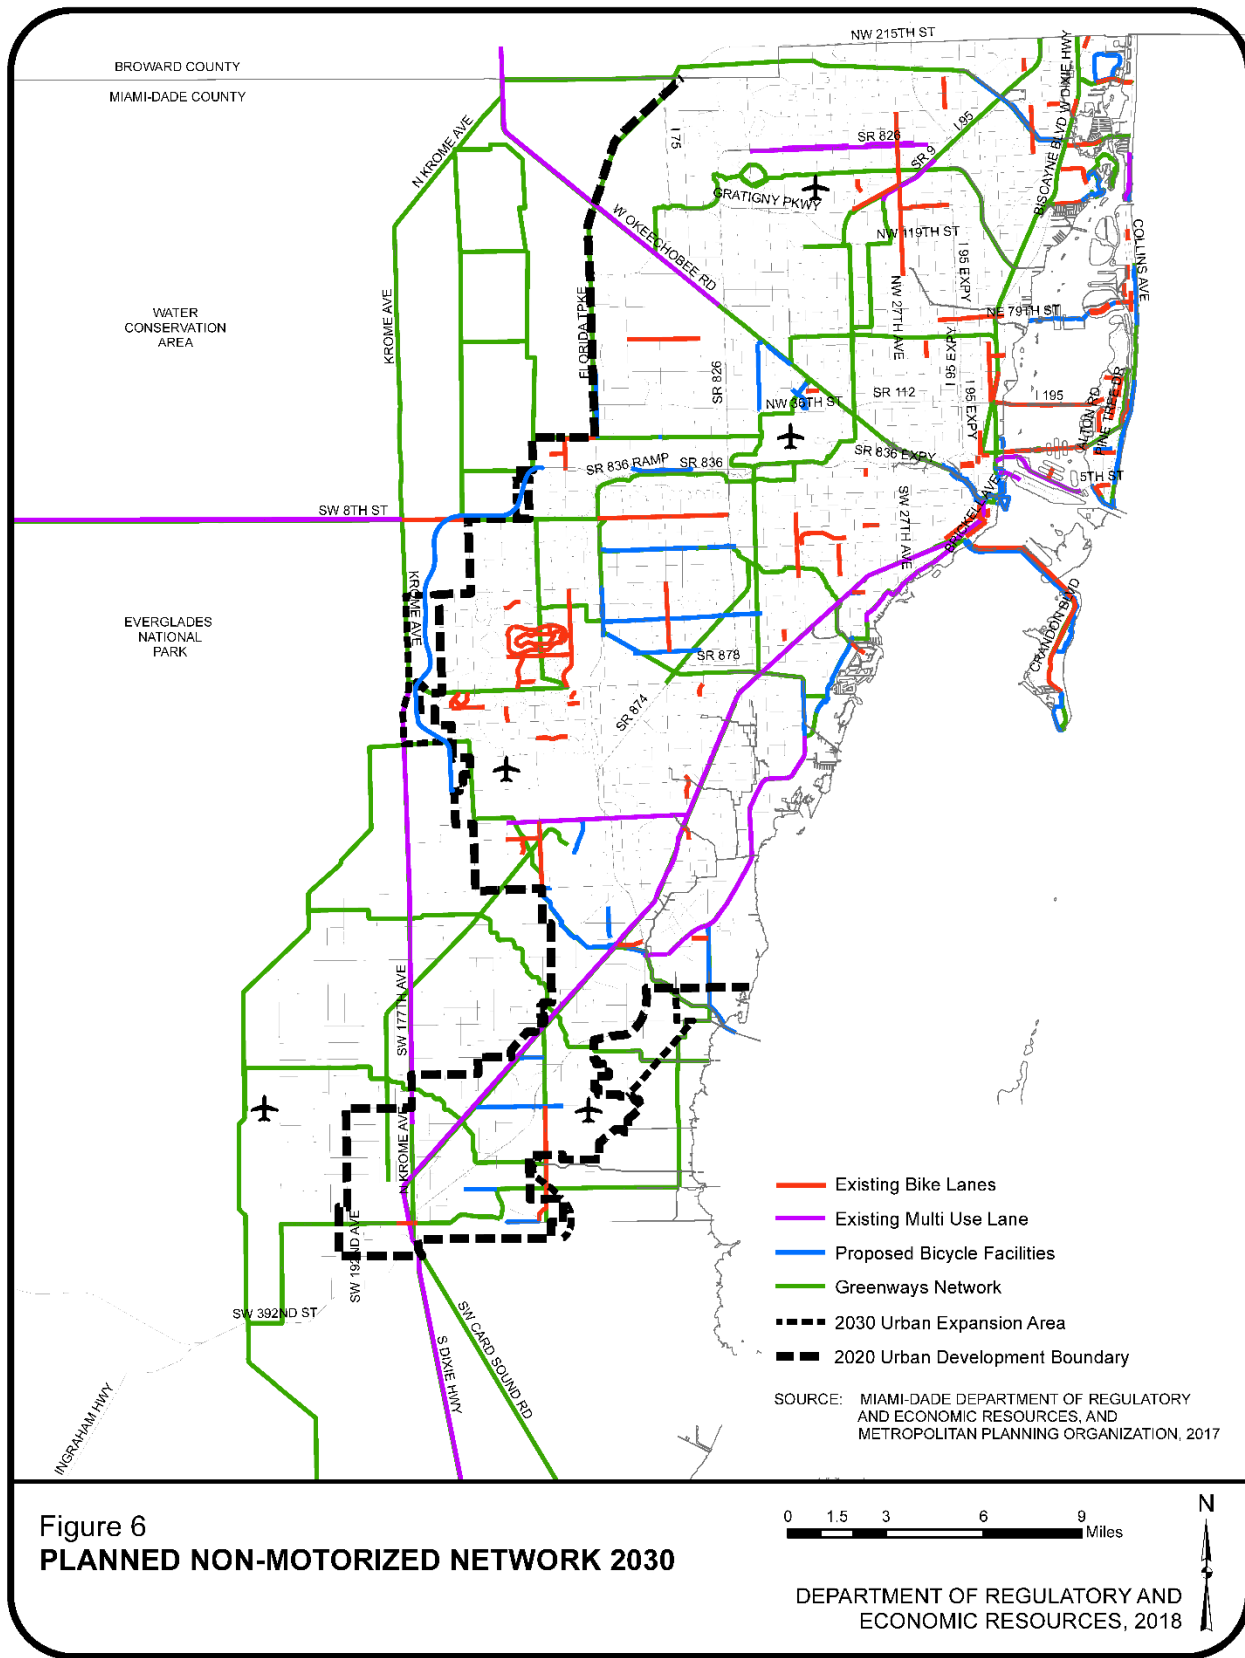 NW 215TH ST
BROWARD COUNTY
MIAMI-DADE COUNTY
N KROME AVE
I 75
SR 826
SR 9
I 95
W DIXIE HWY
BISCAYNE BLVD
GRATIGNY PKWY
W OKEECHOBEE RD
NW 119TH ST
I 95 EXPY
COLLINS AVE
WATER
CONSERVATION
AREA
KROME AVE
FLORIDA TPKE
SR 826
NW 27TH AVE
NE 79TH ST
I 95 EXPY
I 95 EXPY
SR 112
I 195
NW 36TH ST
ALTON RD
PINE TREE DR
SR 836 RAMP
SR 836
SR 836 EXPY
5TH ST
SW 8TH ST
SW 27TH AVE
BRICKELL AVE
KROME AVE
EVERGLADES
NATIONAL
PARK
CRANDON BLVD
SR 878
SR 874
SW 177TH AVE
N KROME AVE
SW 192ND AVE
SW 392ND ST
SW CARD SOUND RD
S DIXIE HWY
INGRAHAM HWY
Existing Bike Lanes
Existing Multi Use Lane
Proposed Bicycle Facilities
Greenways Network
2030 Urban Expansion Area
2020 Urban Development Boundary
SOURCE: MIAMI-DADE DEPARTMENT OF REGULATORY
AND ECONOMIC RESOURCES, AND
METROPOLITAN PLANNING ORGANIZATION, 2017
Figure 6
PLANNED NON-MOTORIZED NETWORK 2030
0 1.5 3 6 9
Miles
N
DEPARTMENT OF REGULATORY AND
ECONOMIC RESOURCES, 2018